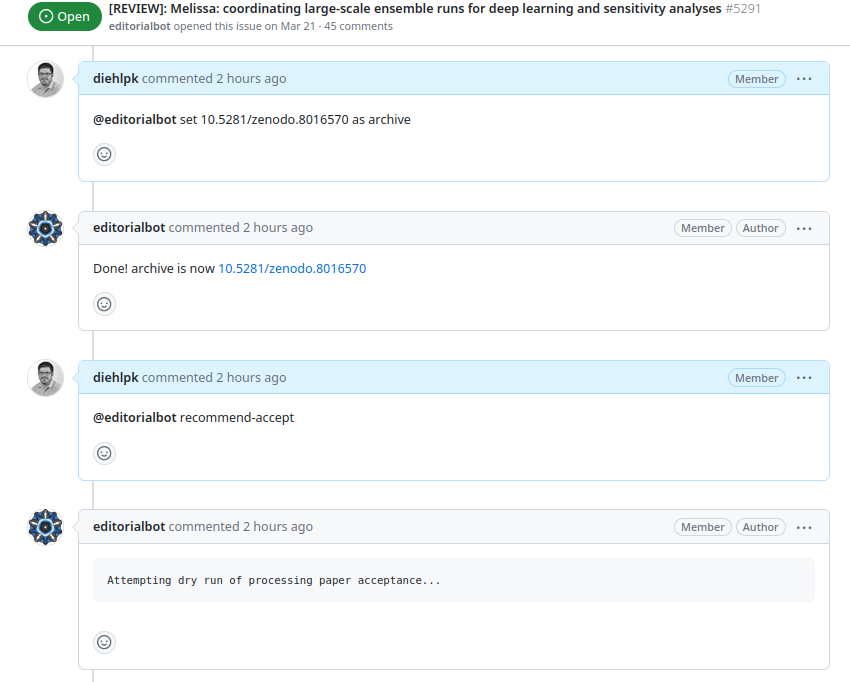 Open
[REVIEW]: Melissa: coordinating large-scale ensemble runs for deep learning and sensitivity analyses #5291
editorialbot opened this issue on Mar 21 · 45 comments
diehlpk commented 2 hours ago Member ...
@editorialbot set 10.5281/zenodo.8016570 as archive
editorialbot commented 2 hours ago Member Author ...
Done! archive is now 10.5281/zenodo.8016570
diehlpk commented 2 hours ago Member ...
@editorialbot recommend-accept
editorialbot commented 2 hours ago Member Author ...
Attempting dry run of processing paper acceptance...